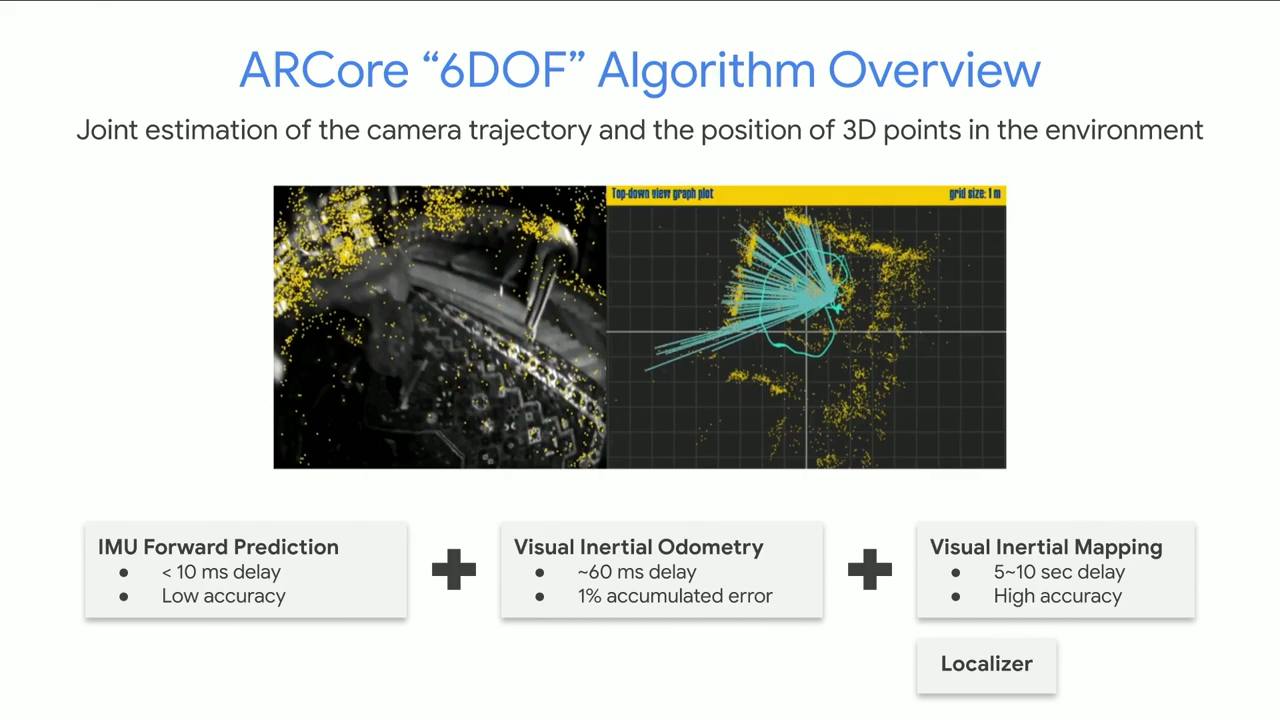 ARCore “6DOF” Algorithm Overview
Joint estimation of the camera trajectory and the position of 3D points in the environment
Top-down view graph plot
grid size: 1 m
IMU Forward Prediction
● < 10 ms delay
● Low accuracy
Visual Inertial Odometry
● ~60 ms delay
● 1% accumulated error
Visual Inertial Mapping
● 5~10 sec delay
● High accuracy
Localizer